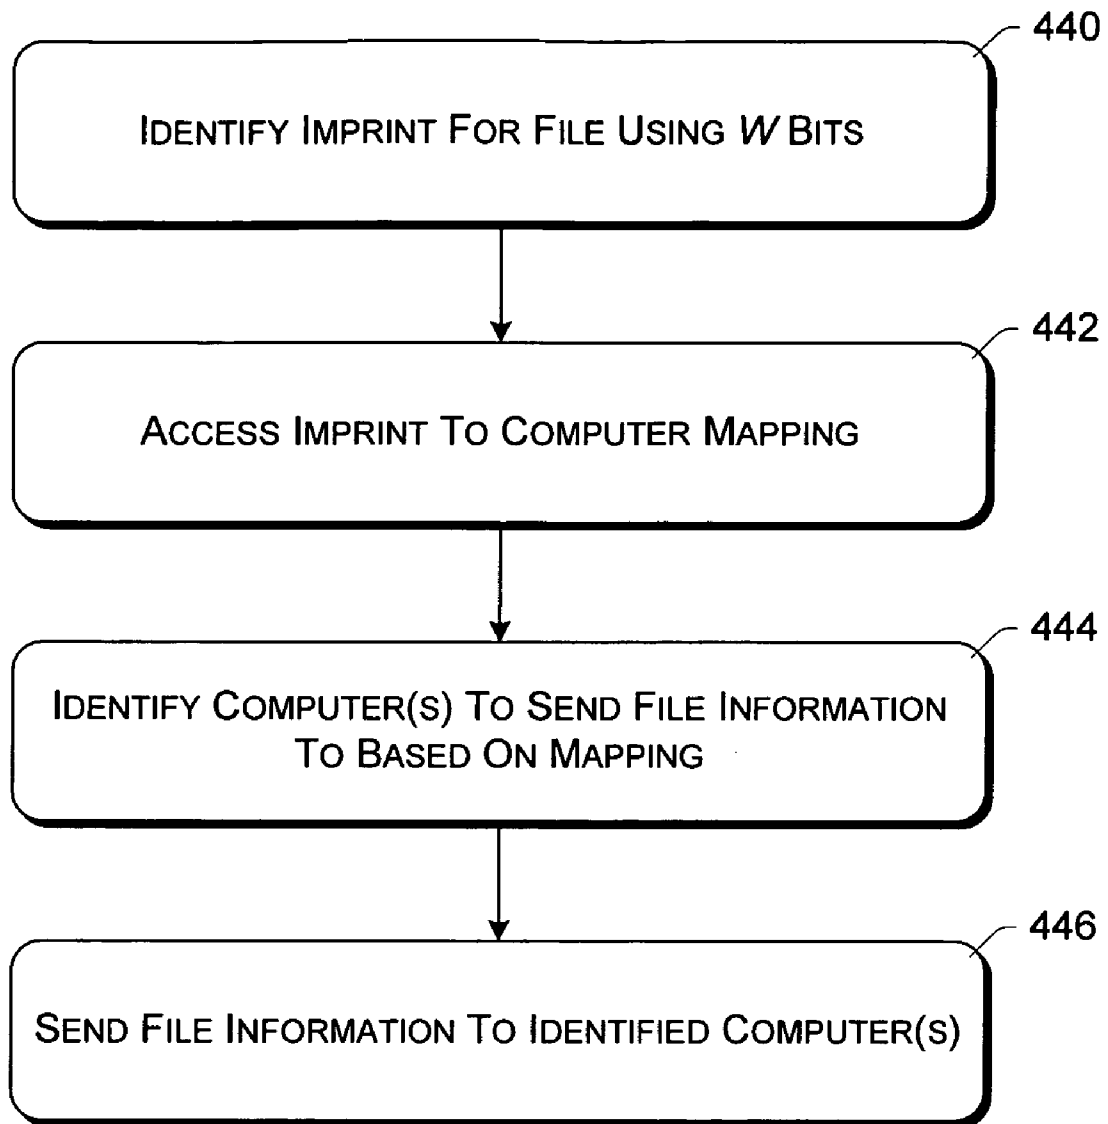 440
IDENTIFY IMPRINT FOR FILE USING W BITS
442
ACCESS IMPRINT TO COMPUTER MAPPING
444
IDENTIFY COMPUTER(S) TO SEND FILE INFORMATION
TO BASED ON MAPPING
446
SEND FILE INFORMATION TO IDENTIFIED COMPUTER(S)